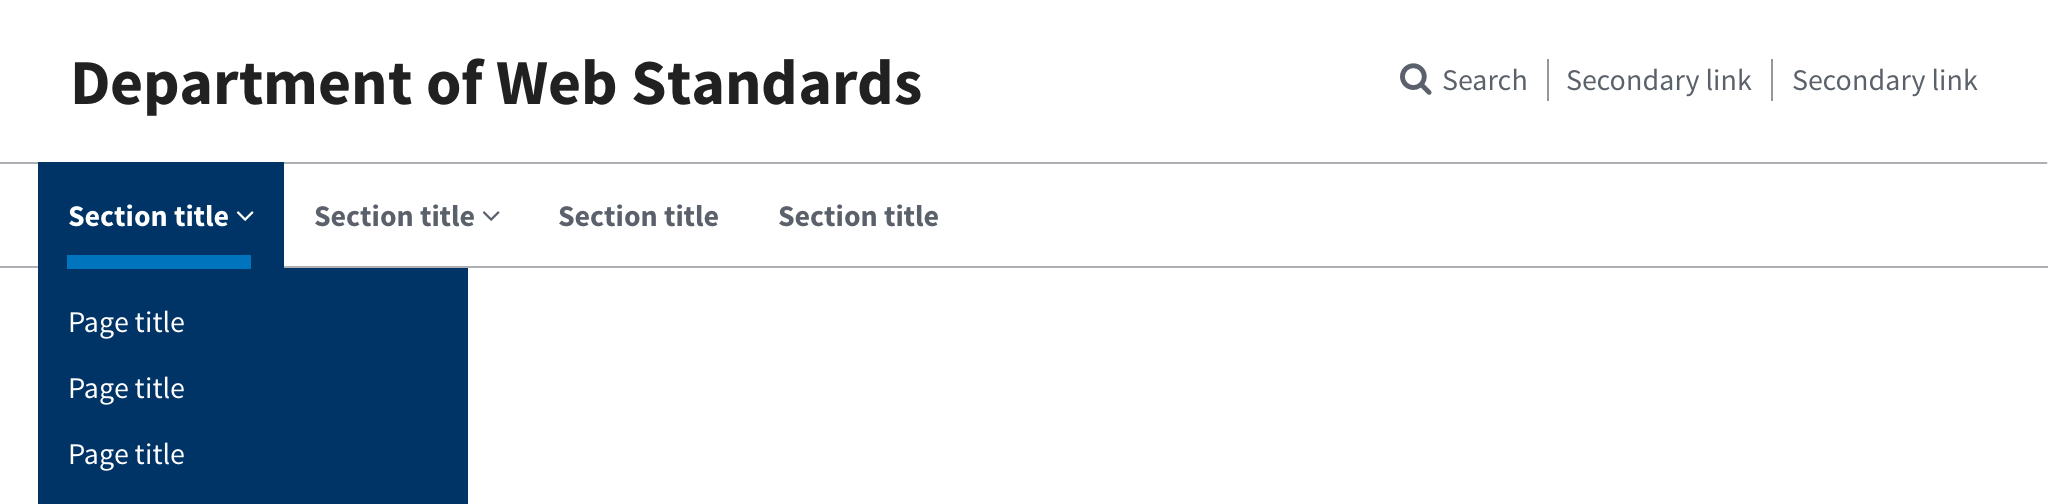 Department of Web Standards
Search Secondary link Secondary link
Section title Section title Section title Section title
Page title
Page title
Page title